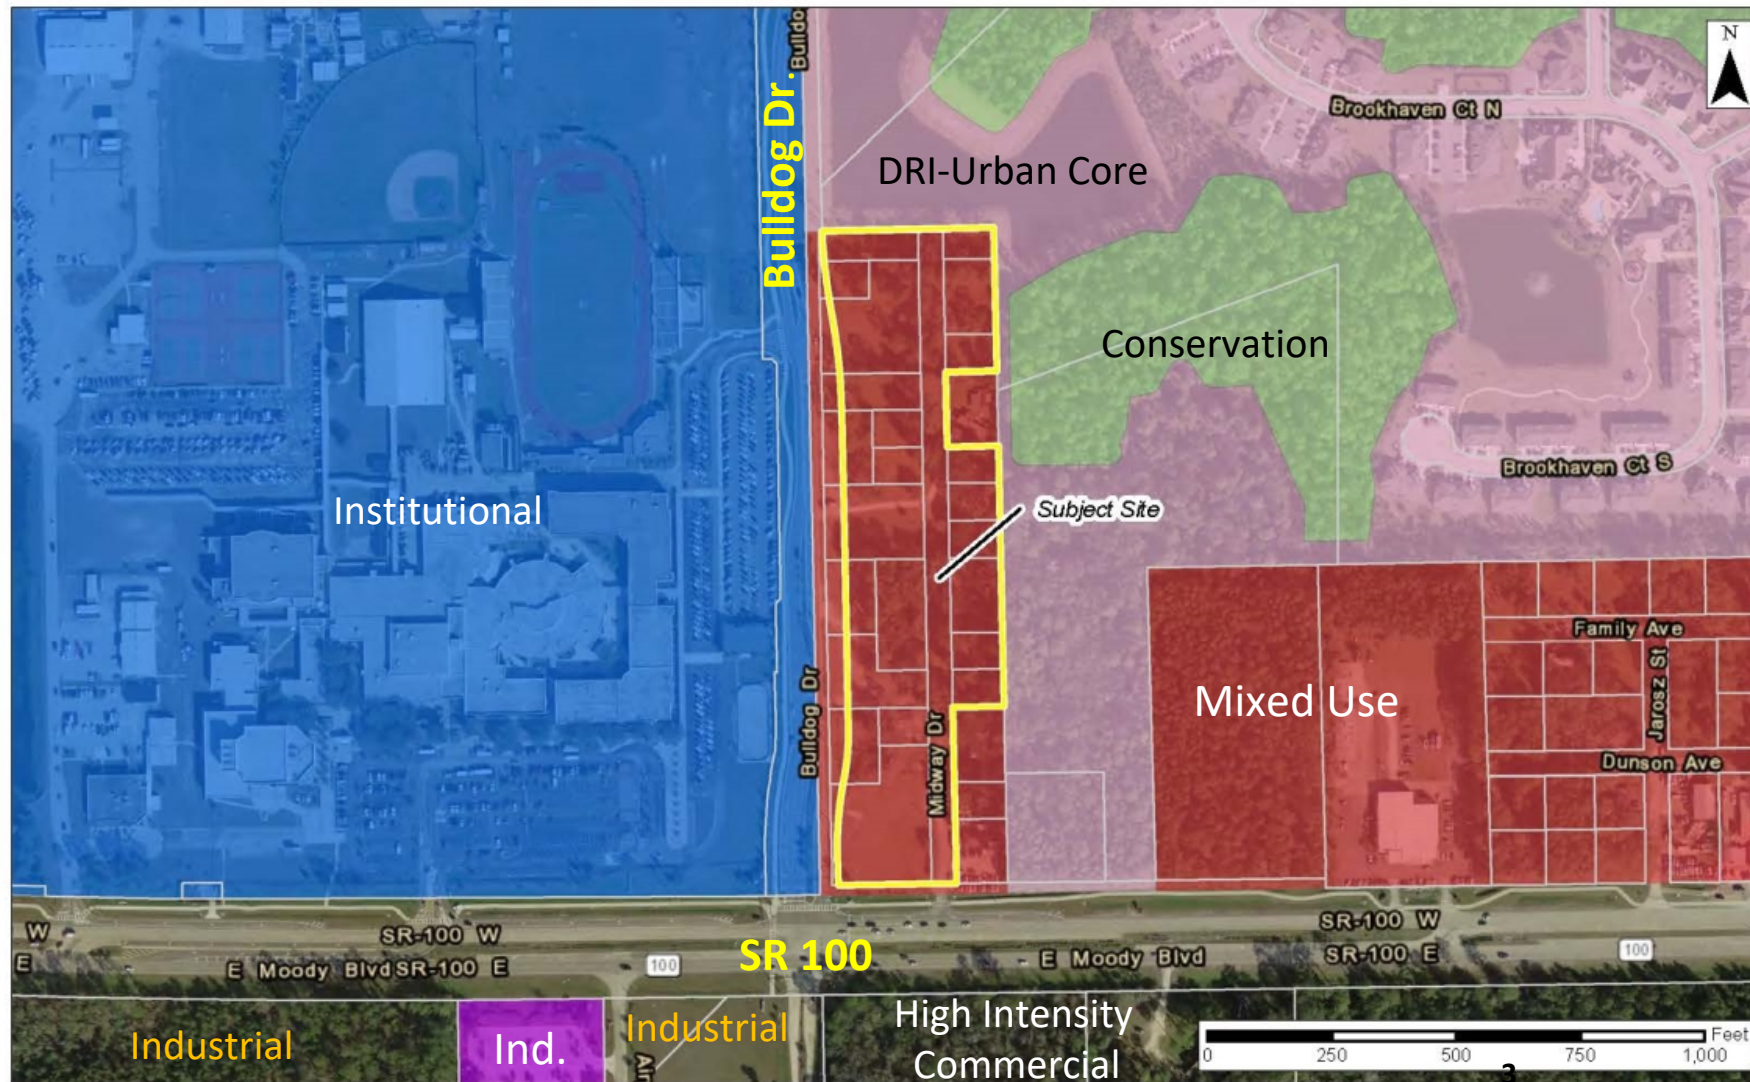 Bulldo
N
Bulldog Dr.
Brookhaven Ct N
DRI-Urban Core
Conservation
Brookhaven Ct S
Institutional
Subject Site
Family Ave
Jarosz St
Mixed Use
Bulldog Dr
Midway Dr
Dunson Ave
W
SR-100 W
SR-100 W
E
E Moody Blvd SR-100 E
100
SR 100
E Moody Blvd
SR-100 E
100
Industrial
Ind.
Industrial
Air
High Intensity
Commercial
Feet
0 250 500 750 1,000
3